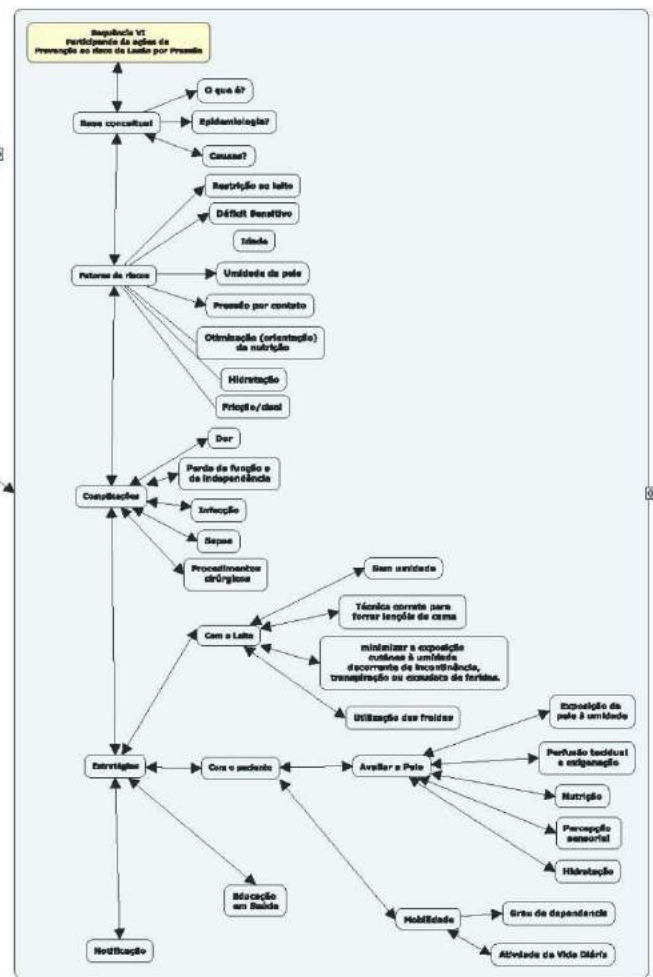 Sequência VI
Participando ás ações de
Prevenção ao risco de Lesão por Pressão
O que é?
Base conceitual
Epidemiologia?
Causas?
Restrição ao leito
Déficit Sensitivo
Idade
Fatores de riscos
Umidade da pele
Pressão por contato
Otimização (orientação)
da nutrição
Hidratação
Fricção/cisal
Dor
Perda da função e
da independência
Complicações
Infecção
Sepse
Procedimentos
cirúrgicos
Sem umidade
Técnica correta para
forrar lençóis de cama
Com o Leito
minimizar a exposição
cutânea à umidade
decorrente de incontinência,
transpiração ou exsudato de feridas.
Utilização das fraldas
Exposição da
pele à umidade
Estratégias
Com o paciente
Avaliar a Pele
Perfusão tecidual
e oxigenação
Nutrição
Percepção
sensorial
Hidratação
Educação
em Saúde
Mobilidade
Grau de dependencia
Notificação
Atividade da Vida Diária